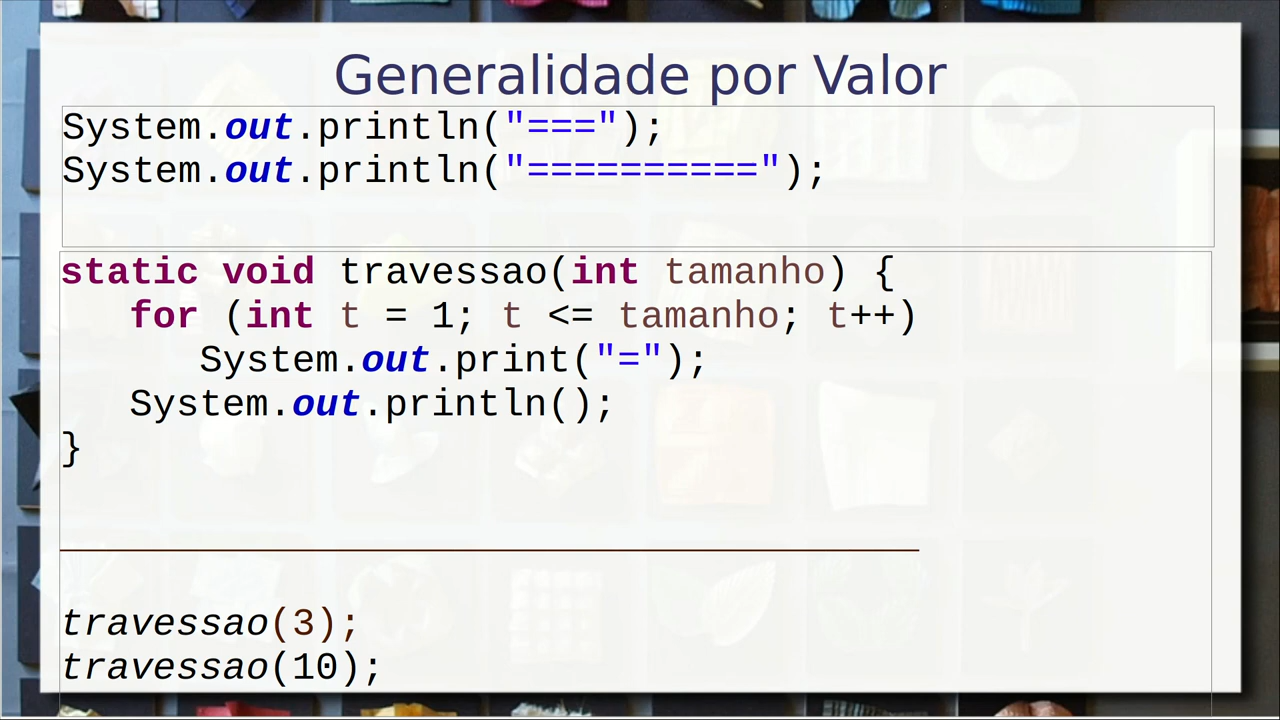 Generalidade por Valor
System.out.println("===");
System.out.println("==========");
static void travessao(int tamanho) {
   for (int t = 1; t <= tamanho; t++)
      System.out.print("=");
   System.out.println();
}
travessao(3);
travessao(10);